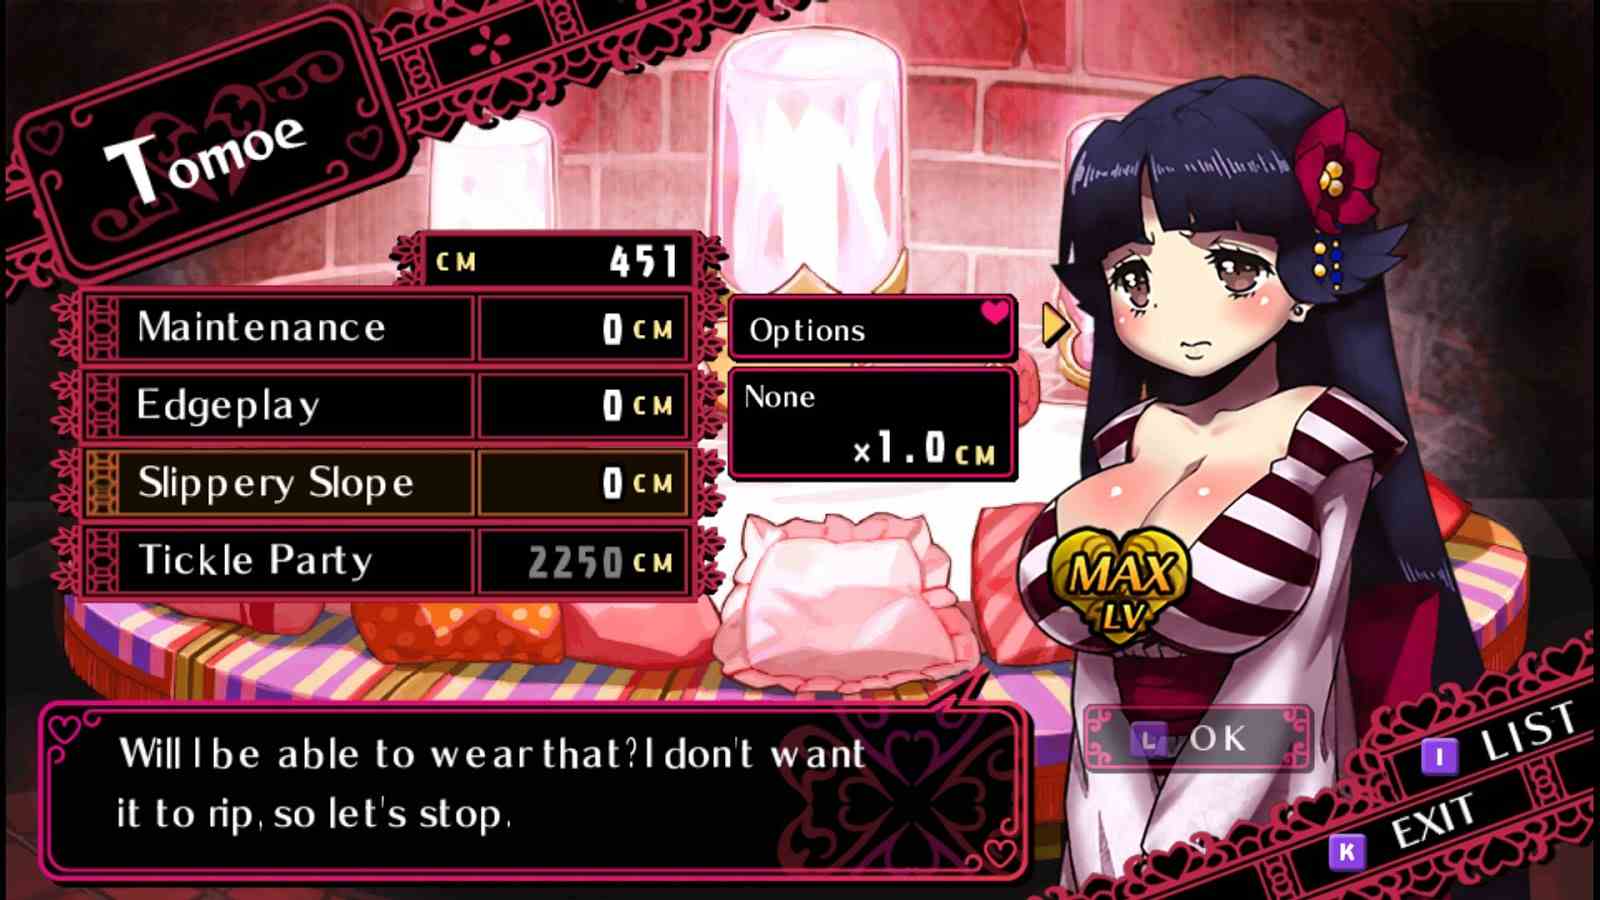 Tomoe
CM 451
Maintenance 0 CM
Edgeplay 0 CM
Slippery Slope 0 CM
Tickle Party 2250 CM
Options
None
×1.0 CM
MAX
LV
Will I be able to wear that? I don't want
it to rip, so let's stop.
L OK
I LIST
K EXIT